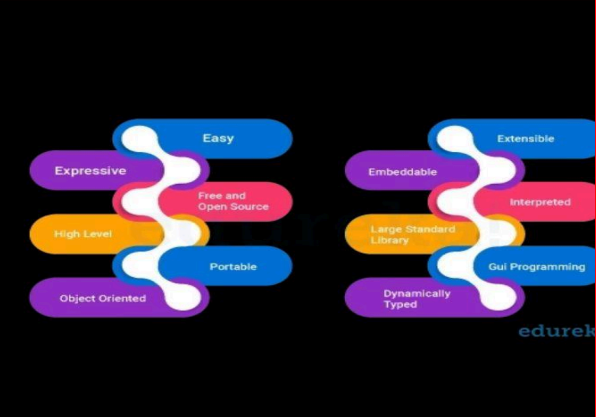 Easy
Expressive
Free and
Open Source
High Level
Portable
Object Oriented
Extensible
Embeddable
Interpreted
Large Standard
Library
Gui Programming
Dynamically
Typed
edurek